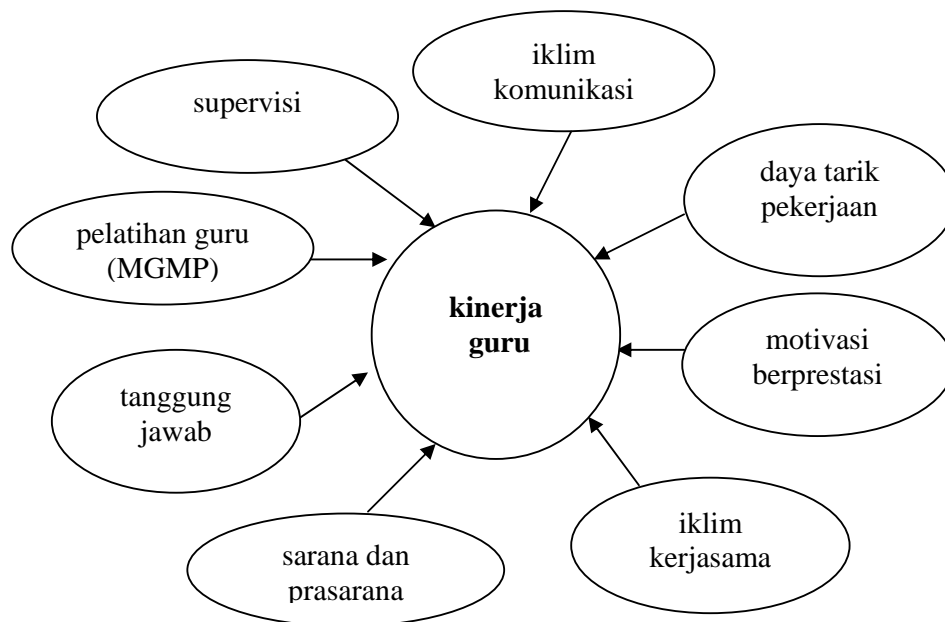 iklim
komunikasi
supervisi
daya tarik
pekerjaan
pelatihan guru
(MGMP)
kinerja
guru
motivasi
berprestasi
tanggung
jawab
iklim
kerjasama
sarana dan
prasarana